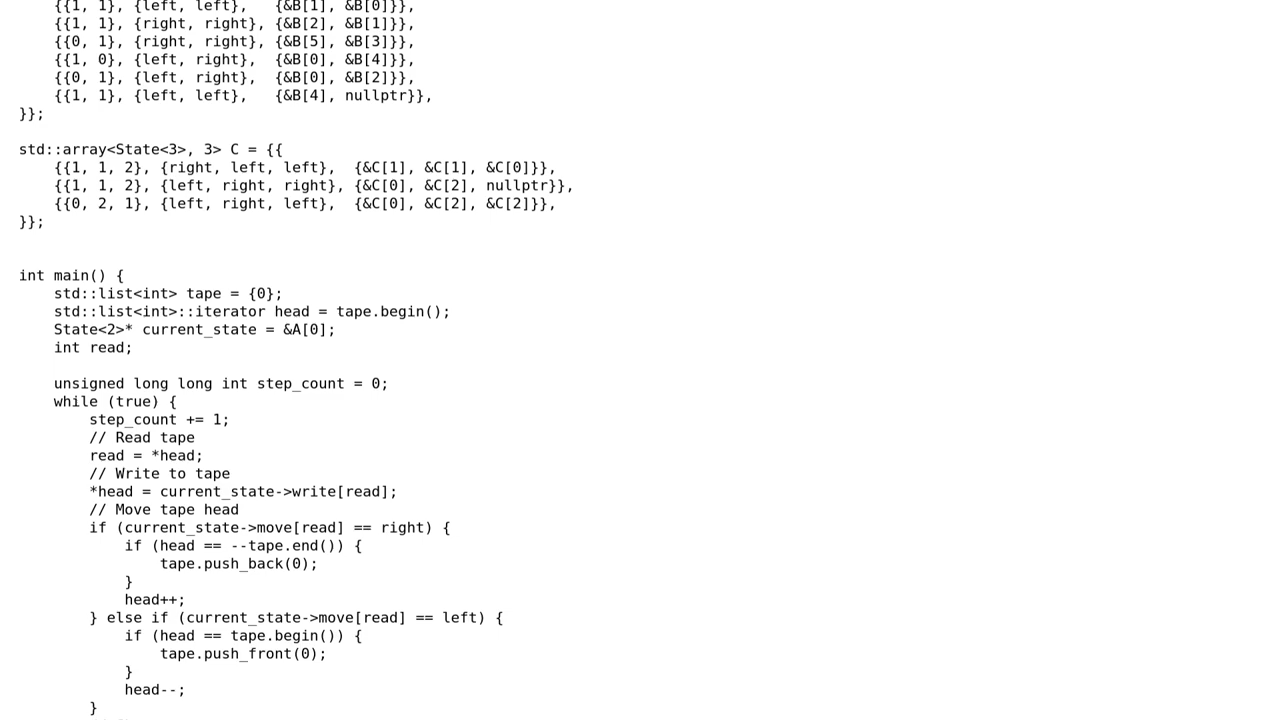 {{1, 1}, {left, left},   {&B[1], &B[0]}},
    {{1, 1}, {right, right}, {&B[2], &B[1]}},
    {{0, 1}, {right, right}, {&B[5], &B[3]}},
    {{1, 0}, {left, right},  {&B[0], &B[4]}},
    {{0, 1}, {left, right},  {&B[0], &B[2]}},
    {{1, 1}, {left, left},   {&B[4], nullptr}},
}};

std::array<State<3>, 3> C = {{
    {{1, 1, 2}, {right, left, left},  {&C[1], &C[1], &C[0]}},
    {{1, 1, 2}, {left, right, right}, {&C[0], &C[2], nullptr}},
    {{0, 2, 1}, {left, right, left},  {&C[0], &C[2], &C[2]}},
}};


int main() {
    std::list<int> tape = {0};
    std::list<int>::iterator head = tape.begin();
    State<2>* current_state = &A[0];
    int read;

    unsigned long long int step_count = 0;
    while (true) {
        step_count += 1;
        // Read tape
        read = *head;
        // Write to tape
        *head = current_state->write[read];
        // Move tape head
        if (current_state->move[read] == right) {
            if (head == --tape.end()) {
                tape.push_back(0);
            }
            head++;
        } else if (current_state->move[read] == left) {
            if (head == tape.begin()) {
                tape.push_front(0);
            }
            head--;
        }